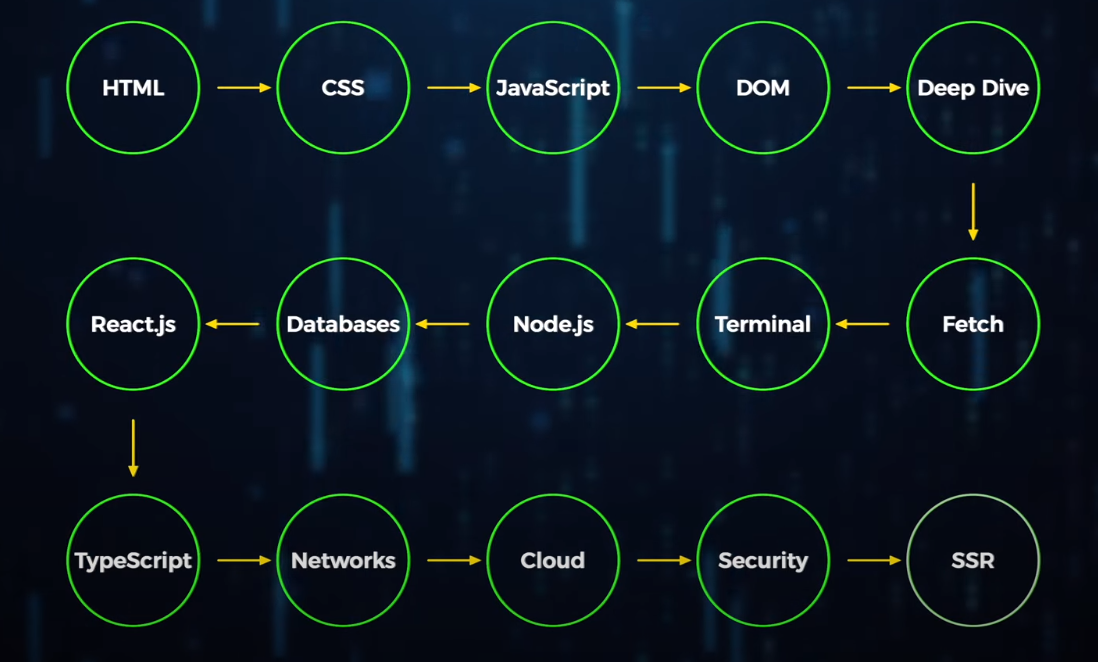 HTML
CSS
JavaScript
DOM
Deep Dive
Fetch
Terminal
Node.js
Databases
React.js
TypeScript
Networks
Cloud
Security
SSR